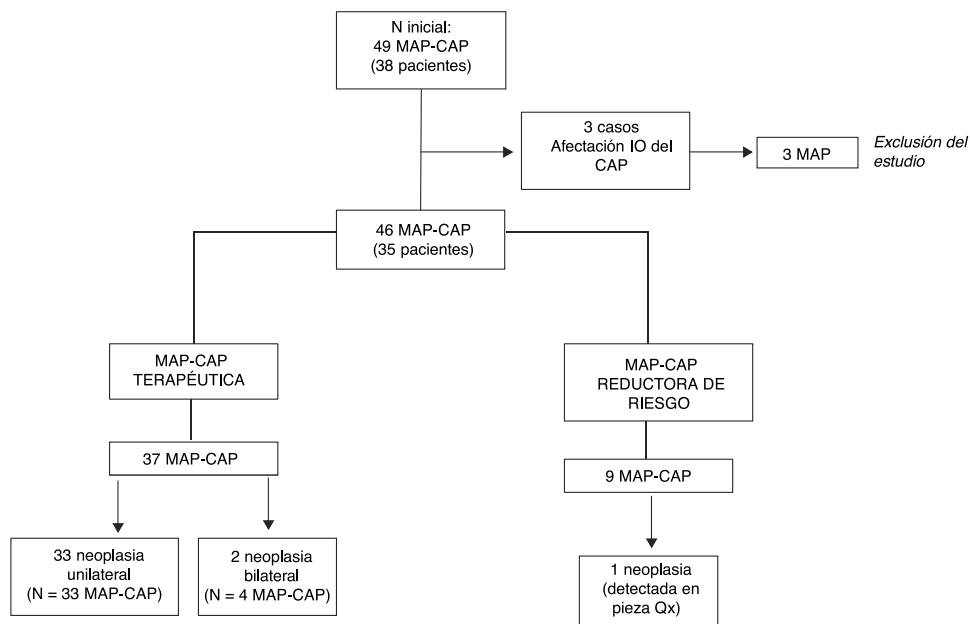 N inicial:
49 MAP-CAP
(38 pacientes)
3 casos
Afectación IO del
CAP
3 MAP
Exclusión del
estudio
46 MAP-CAP
(35 pacientes)
MAP-CAP
TERAPÉUTICA
MAP-CAP
REDUCTORA DE
RIESGO
37 MAP-CAP
9 MAP-CAP
33 neoplasia
unilateral
(N = 33 MAP-CAP)
2 neoplasia
bilateral
(N = 4 MAP-CAP)
1 neoplasia
(detectada en
pieza Qx)